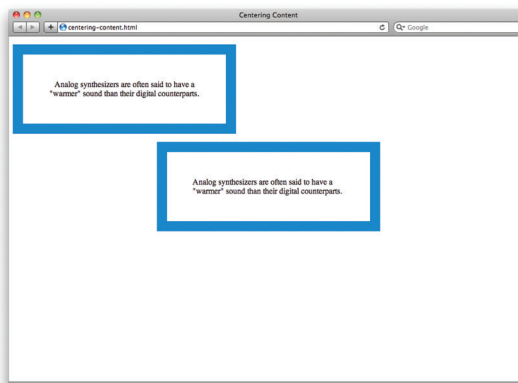 Centering Content
centering-content.html
Google
Analog synthesizers are often said to have a
"warmer" sound than their digital counterparts.
Analog synthesizers are often said to have a
"warmer" sound than their digital counterparts.